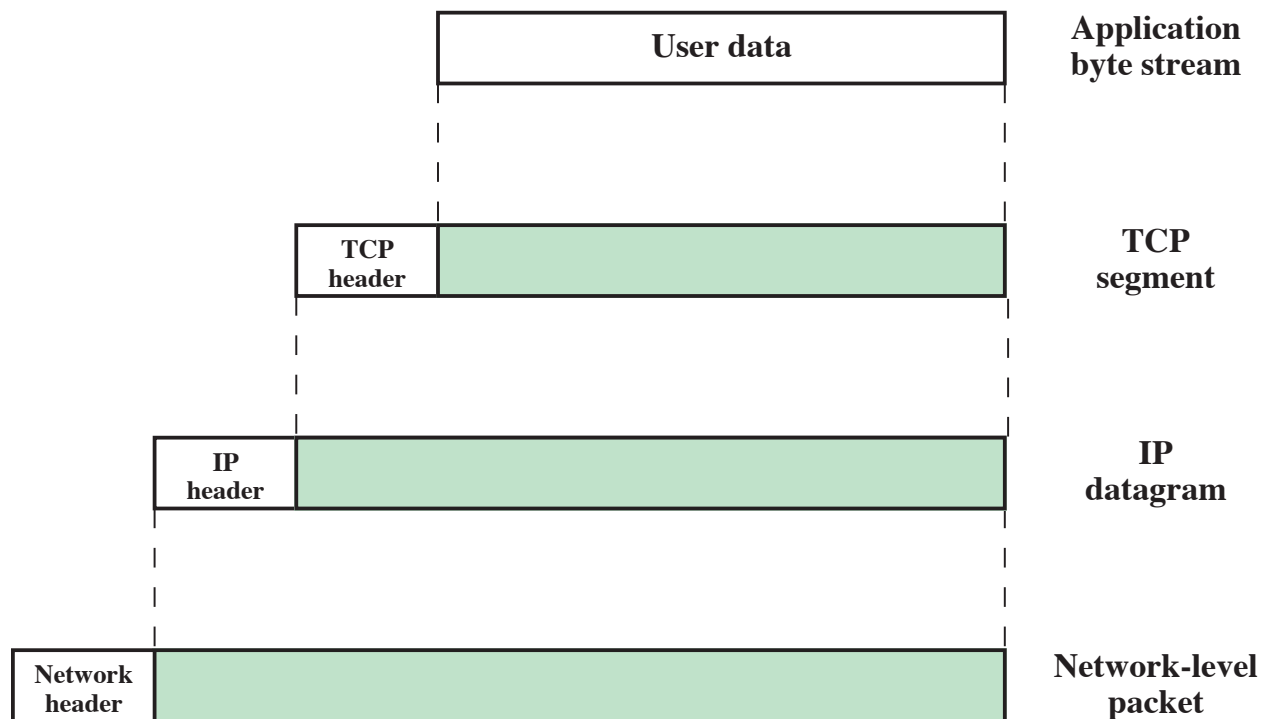 User data
Application
byte stream
TCP
header
TCP
segment
IP
header
IP
datagram
Network
header
Network-level
packet